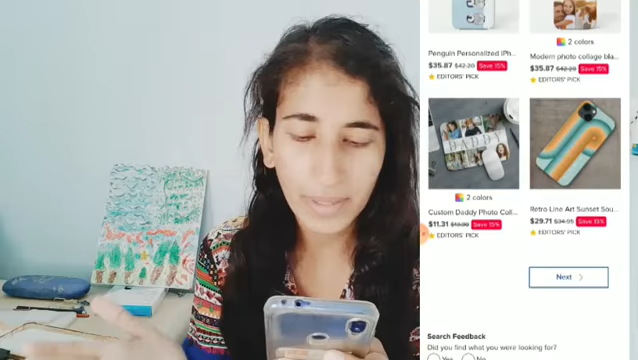 Penguin Personalized iPh...
$35.87 $42.20 Save 15%
EDITORS' PICK
2 colors
Modern photo collage bla...
$35.87 $42.20 Save 15%
EDITORS' PICK
DADDY
2 colors
Custom Daddy Photo Coll...
$11.31 Save 15%
EDITORS' PICK
Retro Line Art Sunset Sou...
$29.71 $34.95 Save 15%
EDITORS' PICK
Next
Search Feedback
Did you find what you were looking for?
Yes No